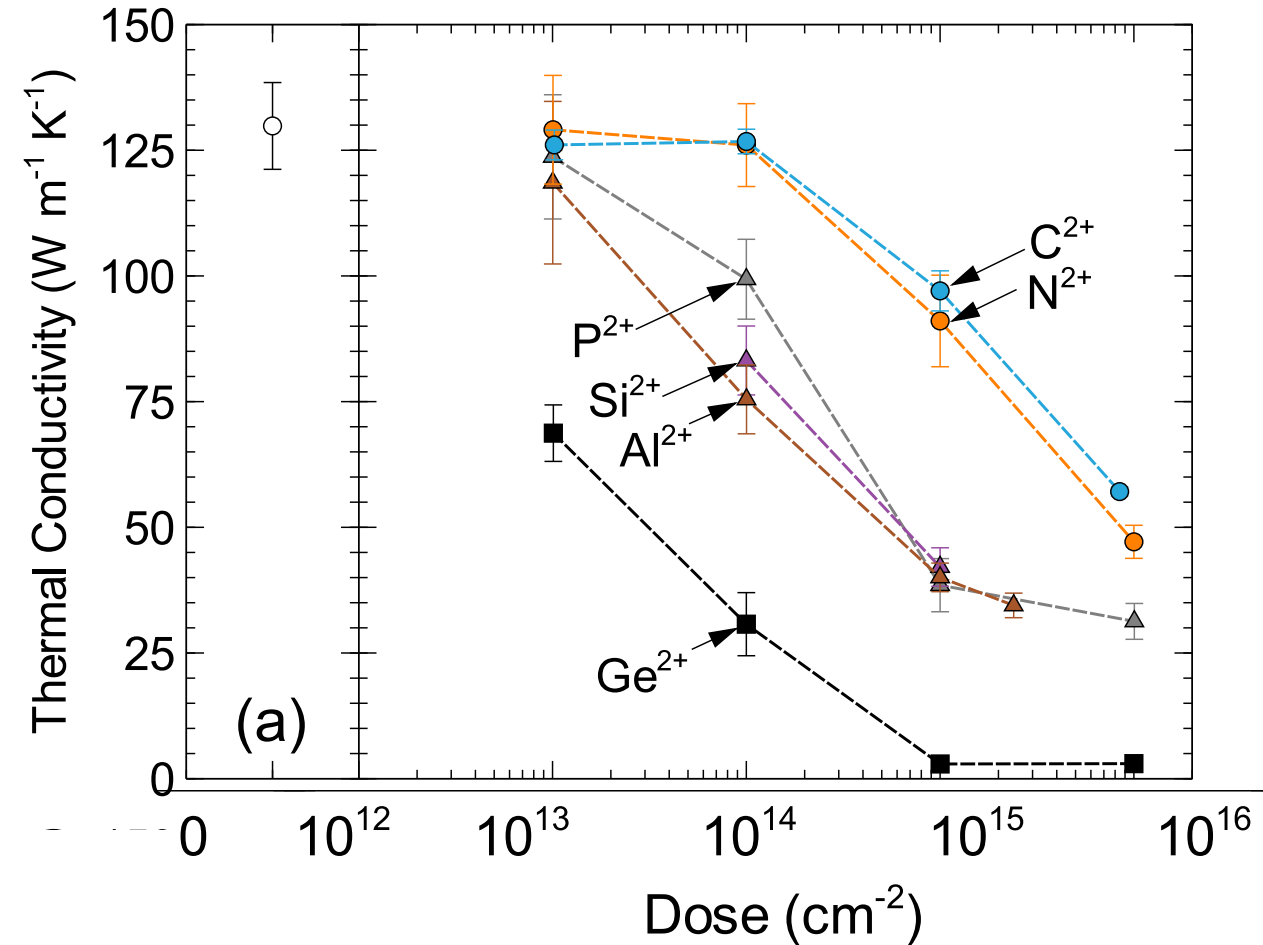 150
125
100
75
50
25
0
Thermal Conductivity (W m⁻¹ K⁻¹)
C²⁺
N²⁺
P²⁺
Si²⁺
Al²⁺
Ge²⁺
(a)
0 10¹² 10¹³ 10¹⁴ 10¹⁵ 10¹⁶
Dose (cm⁻²)